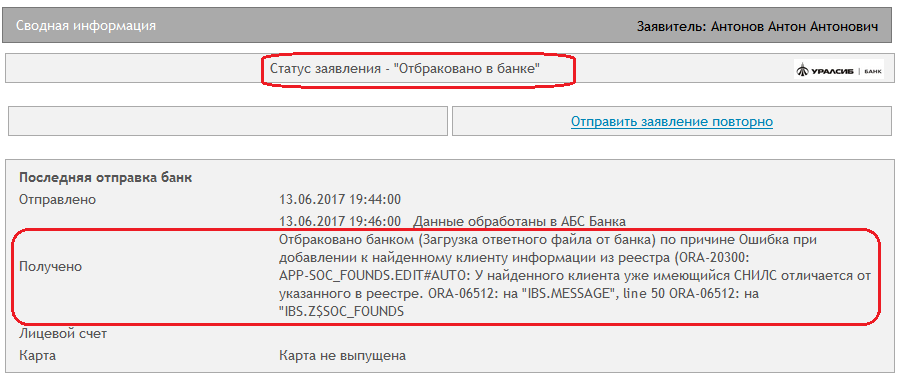 Сводная информация Заявитель: Антонов Антон Антонович
Статус заявления - "Отбраковано в банке"
УРАЛСИБ | БАНК
Отправить заявление повторно
Последняя отправка банк
Отправлено 13.06.2017 19:44:00
13.06.2017 19:46:00 Данные обработаны в АБС Банка
Получено
Отбраковано банком (Загрузка ответного файла от банка) по причине Ошибка при
добавлении к найденному клиенту информации из реестра (ORA-20300:
APP-SOC_FOUNDS.EDIT#AUTO: У найденного клиента уже имеющийся СНИЛС отличается от
указанного в реестре. ORA-06512: на "IBS.MESSAGE", line 50 ORA-06512: на
"IBS.Z$SOC_FOUNDS
Лицевой счет
Карта Карта не выпущена